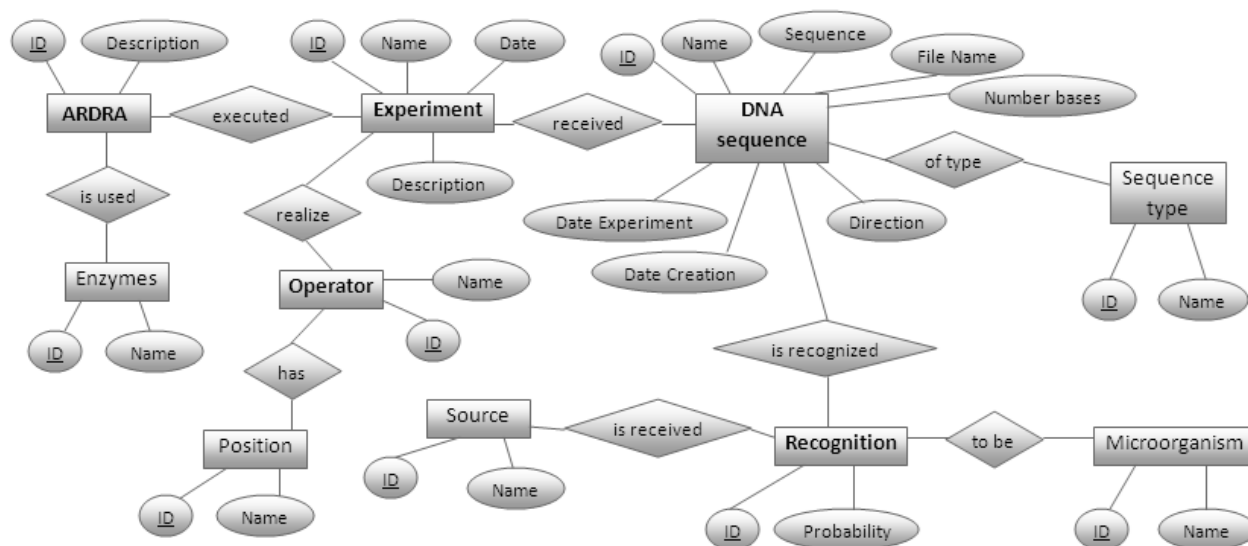 ID
Description
ID
Name
Date
ID
Name
Sequence
File Name
Number bases
ARDRA
executed
Experiment
received
DNA
sequence
of type
Sequence
type
is used
Description
realize
Date Experiment
Direction
Date Creation
Enzymes
Operator
Name
ID
Name
ID
Name
ID
has
is recognized
Source
is received
Position
Recognition
to be
Microorganism
ID
Name
ID
Name
ID
Probability
ID
Name